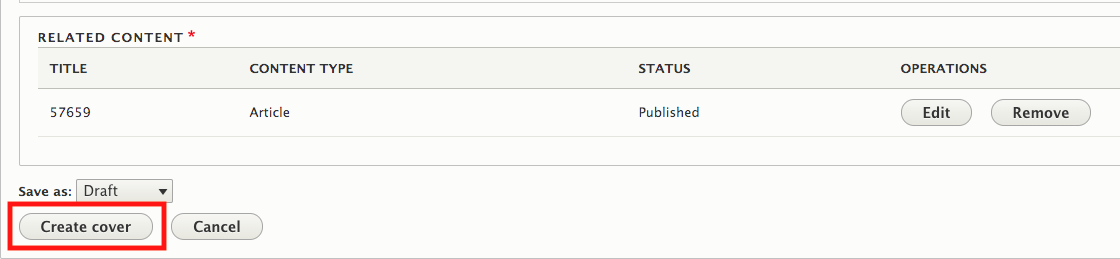 RELATED CONTENT *
TITLE CONTENT TYPE STATUS OPERATIONS
57659 Article Published Edit Remove
Save as: Draft
Create cover Cancel